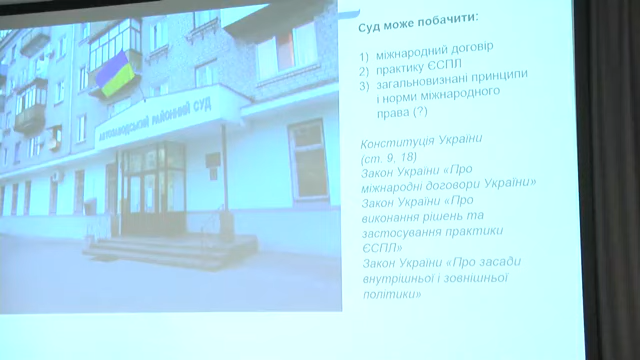 Суд може побачити:
1) міжнародний договір
2) практику ЄСПЛ
3) загальновизнані принципи
і норми міжнародного
права (?)
Конституція України
(ст. 9, 18)
Закон України «Про
міжнародні договори України»
Закон України «Про
виконання рішень та
застосування практики
ЄСПЛ»
Закон України «Про засади
внутрішньої і зовнішньої
політики»
АВТОЗАВОДСЬКИЙ РАЙОННИЙ СУД